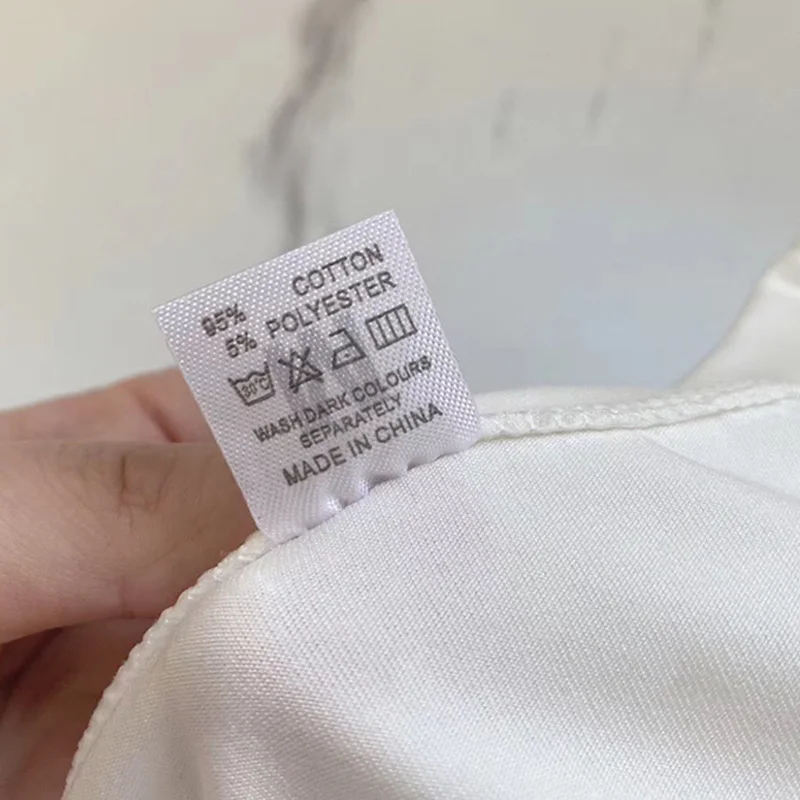 95% COTTON
5% POLYESTER
30°C
WASH DARK COLOURS
SEPARATELY
MADE IN CHINA